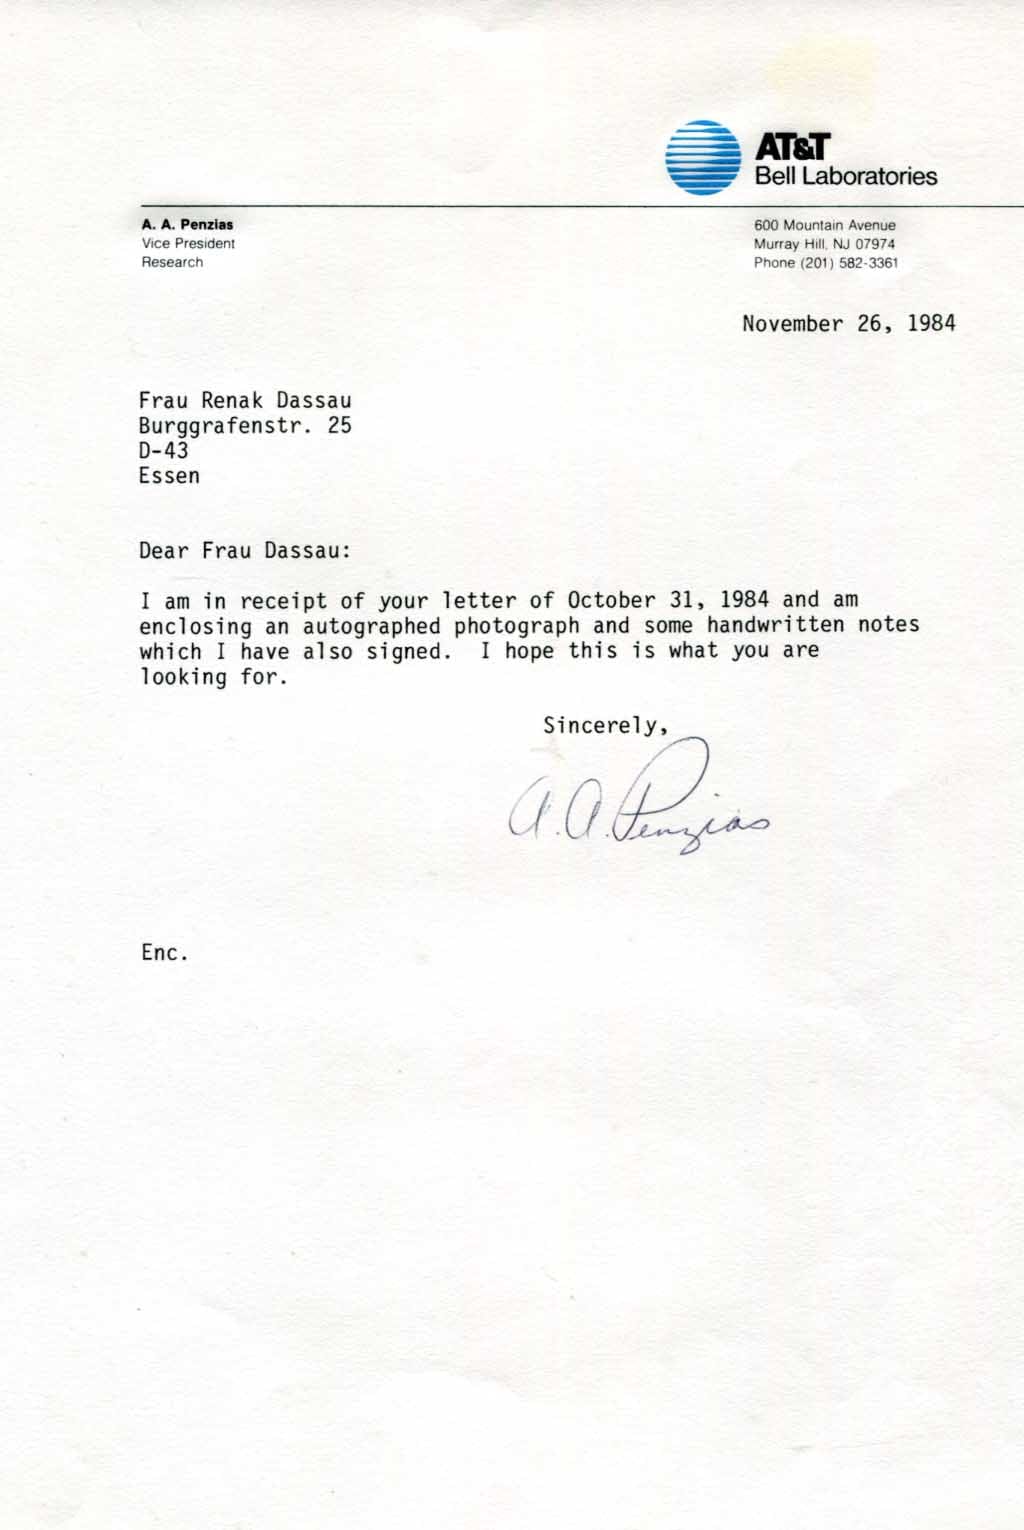 AT&T
Bell Laboratories
A. A. Penzias
Vice President
Research
600 Mountain Avenue
Murray Hill, NJ 07974
Phone (201) 582-3361
November 26, 1984
Frau Renak Dassau
Burggrafenstr. 25
D-43
Essen
Dear Frau Dassau:
I am in receipt of your letter of October 31, 1984 and am
enclosing an autographed photograph and some handwritten notes
which I have also signed.  I hope this is what you are
looking for.
Sincerely,
A. A. Penzias
Enc.